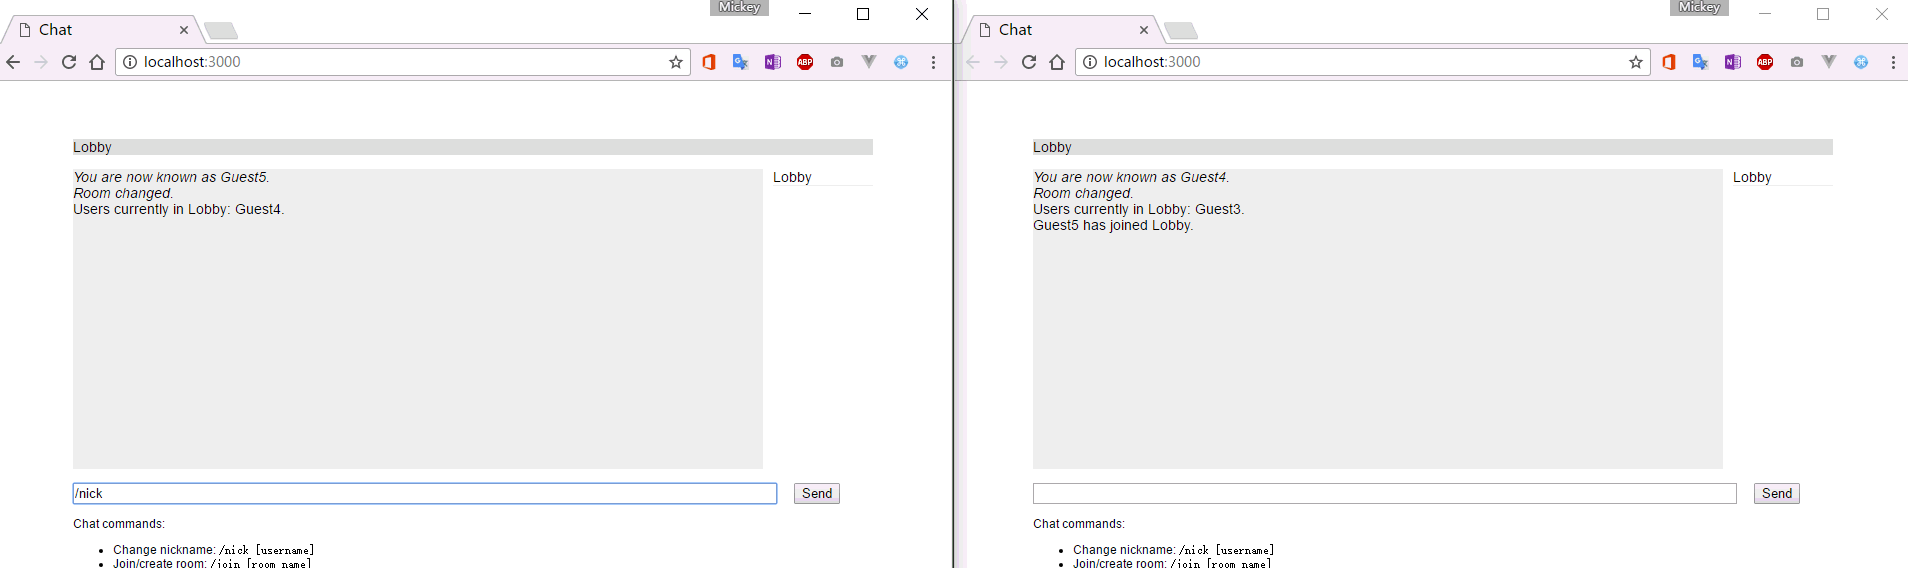 Mickey
Chat
localhost:3000
ABP
Lobby
You are now known as Guest5.
Room changed.
Users currently in Lobby: Guest4.
Lobby
/nick
Send
Chat commands:
• Change nickname: /nick [username]
• Join/create room: /join [room name]
Mickey
Chat
localhost:3000
ABP
Lobby
You are now known as Guest4.
Room changed.
Users currently in Lobby: Guest3.
Guest5 has joined Lobby.
Lobby
Send
Chat commands:
• Change nickname: /nick [username]
• Join/create room: /join [room name]